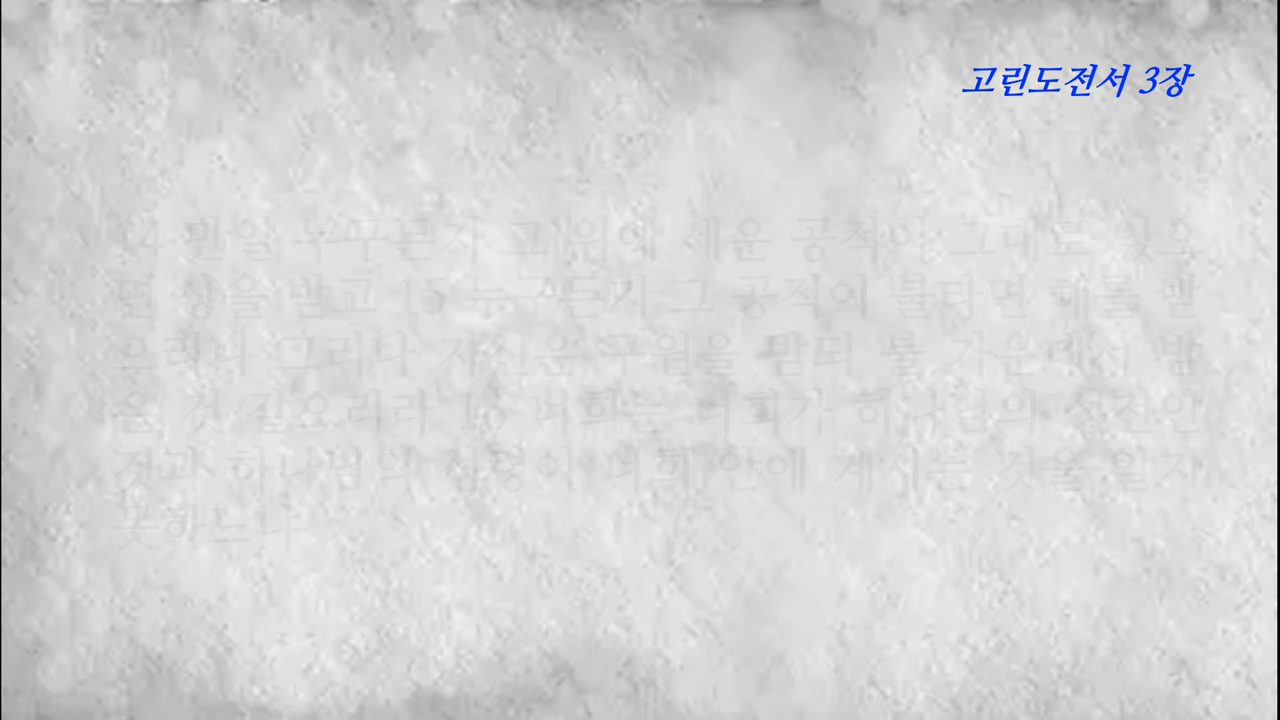 고린도전서 3장
14 만일 누구든지 그 위에 세운 공적이 그대로 있으
면 상을 받고 15 누구든지 그 공적이 불타면 해를 받
으리니 그러나 자신은 구원을 받되 불 가운데서 받
은 것 같으리라 16 너희는 너희가 하나님의 성전인
것과 하나님의 성령이 너희 안에 계시는 것을 알지
못하느냐